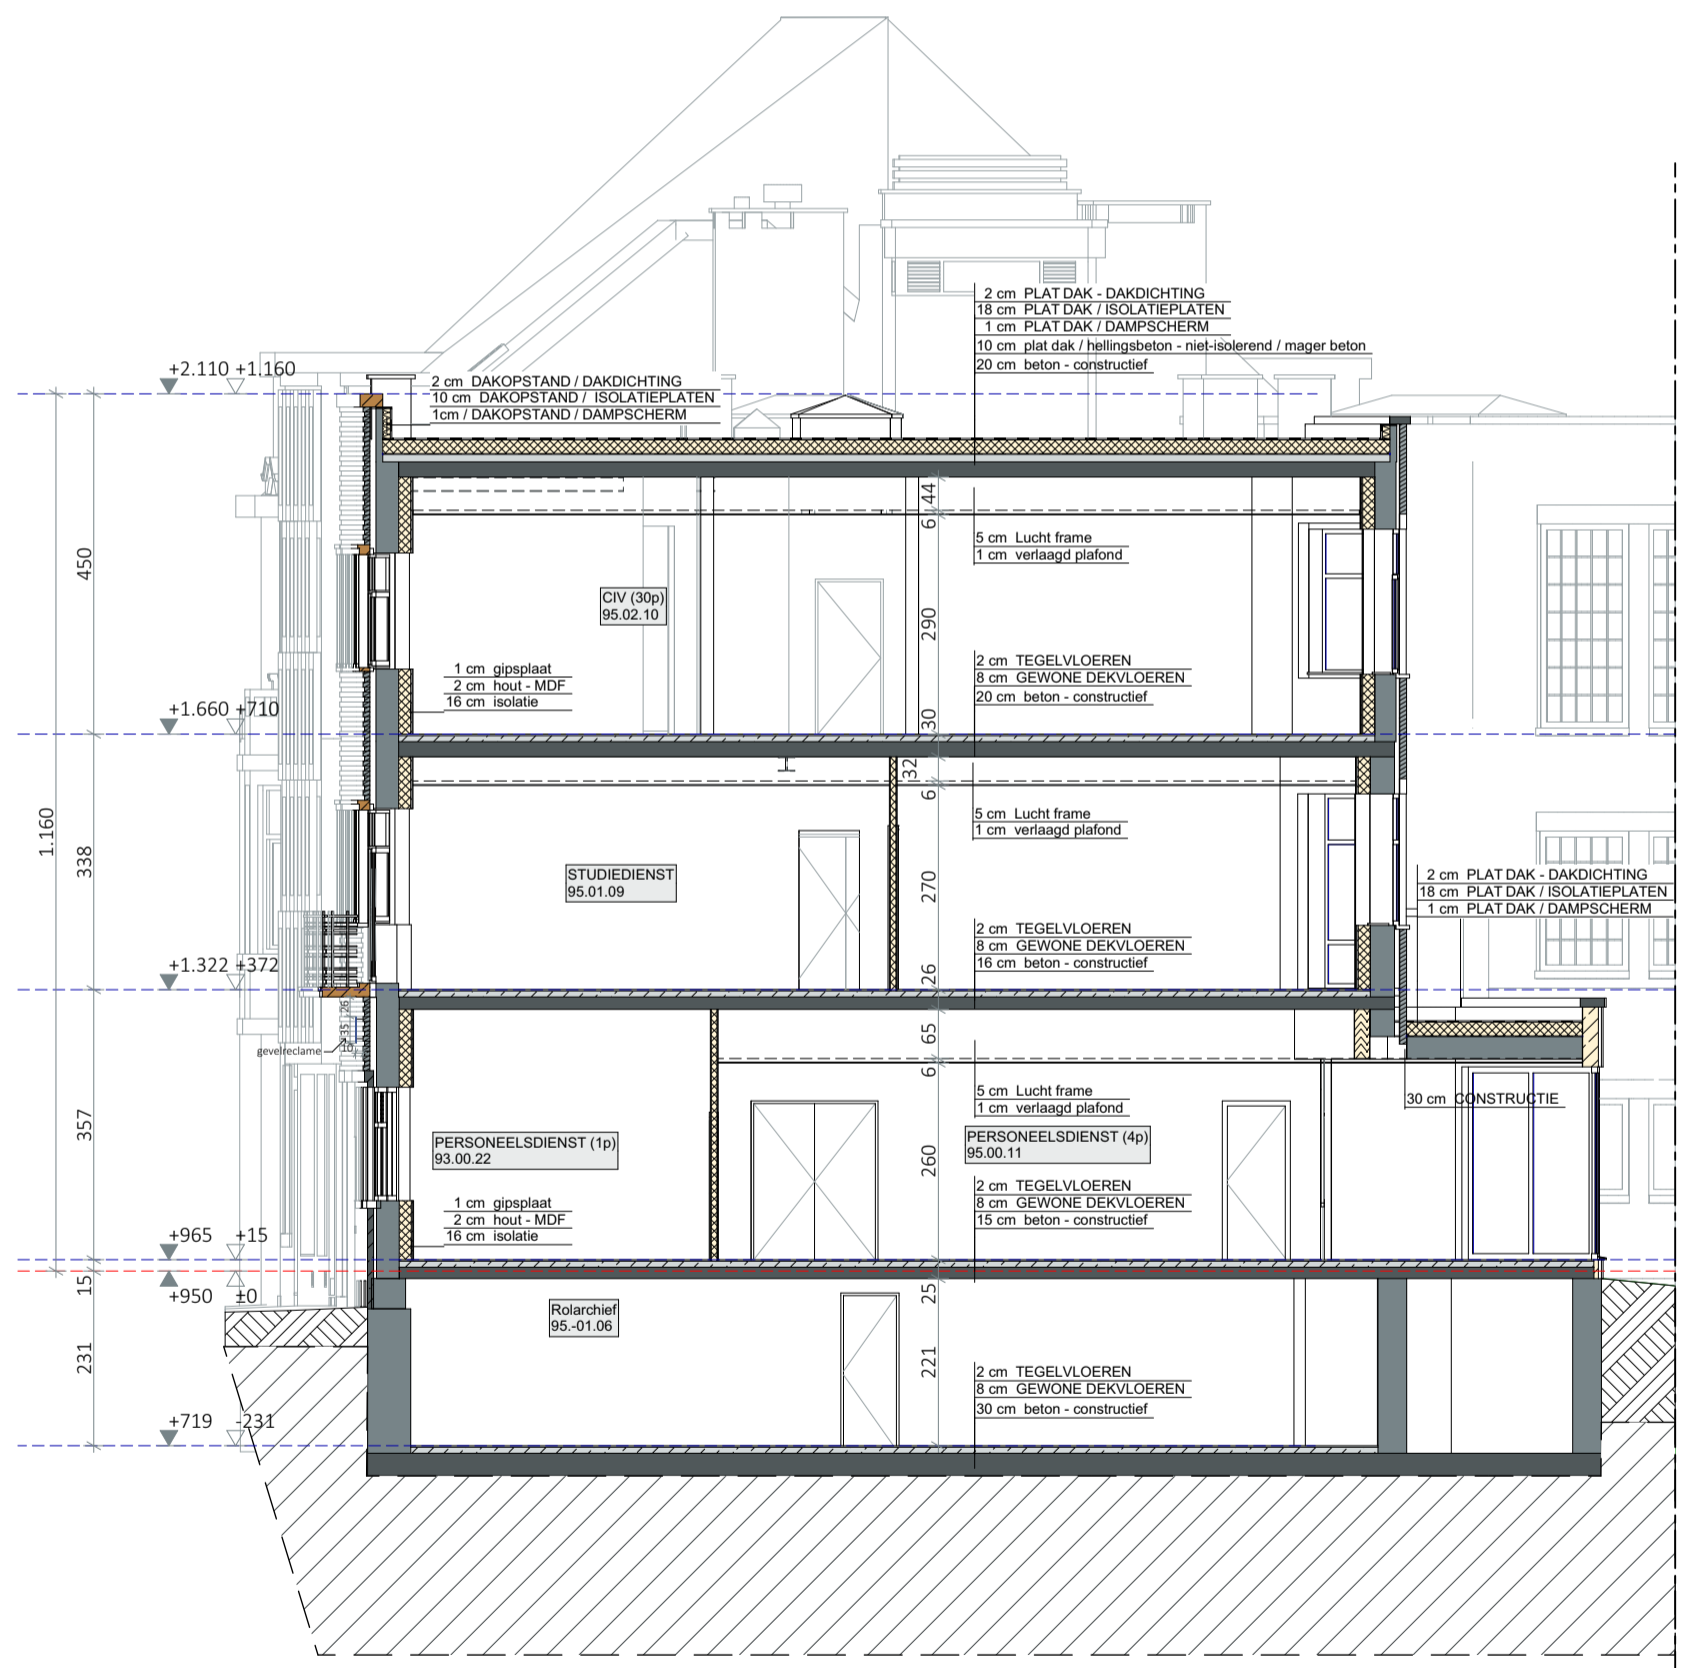 2 cm PLAT DAK - DAKDICHTING
18 cm PLAT DAK / ISOLATIEPLATEN
1 cm PLAT DAK / DAMPSCHERM
10 cm plat dak / hellingsbeton - niet-isolerend / mager beton
20 cm beton - constructief
+2.110 +1.160
2 cm DAKOPSTAND / DAKDICHTING
10 cm DAKOPSTAND / ISOLATIEPLATEN
1cm / DAKOPSTAND / DAMPSCHERM
44
6
5 cm Lucht frame
1 cm verlaagd plafond
450
CIV (30p)
95.02.10
290
1 cm gipsplaat
2 cm hout - MDF
16 cm isolatie
2 cm TEGELVLOEREN
8 cm GEWONE DEKVLOEREN
20 cm beton - constructief
+1.660 +710
30
32
6
5 cm Lucht frame
1 cm verlaagd plafond
1.160
338
STUDIEDIENST
95.01.09
270
2 cm PLAT DAK - DAKDICHTING
18 cm PLAT DAK / ISOLATIEPLATEN
1 cm PLAT DAK / DAMPSCHERM
2 cm TEGELVLOEREN
8 cm GEWONE DEKVLOEREN
16 cm beton - constructief
+1.322 +372
26
26
35
10
gevelreclame
65
6
5 cm Lucht frame
1 cm verlaagd plafond
30 cm CONSTRUCTIE
357
PERSONEELSDIENST (1p)
93.00.22
260
PERSONEELSDIENST (4p)
95.00.11
1 cm gipsplaat
2 cm hout - MDF
16 cm isolatie
2 cm TEGELVLOEREN
8 cm GEWONE DEKVLOEREN
15 cm beton - constructief
+965 +15
15
+950 ±0
25
Rolarchief
95.-01.06
231
221
2 cm TEGELVLOEREN
8 cm GEWONE DEKVLOEREN
30 cm beton - constructief
+719 -231